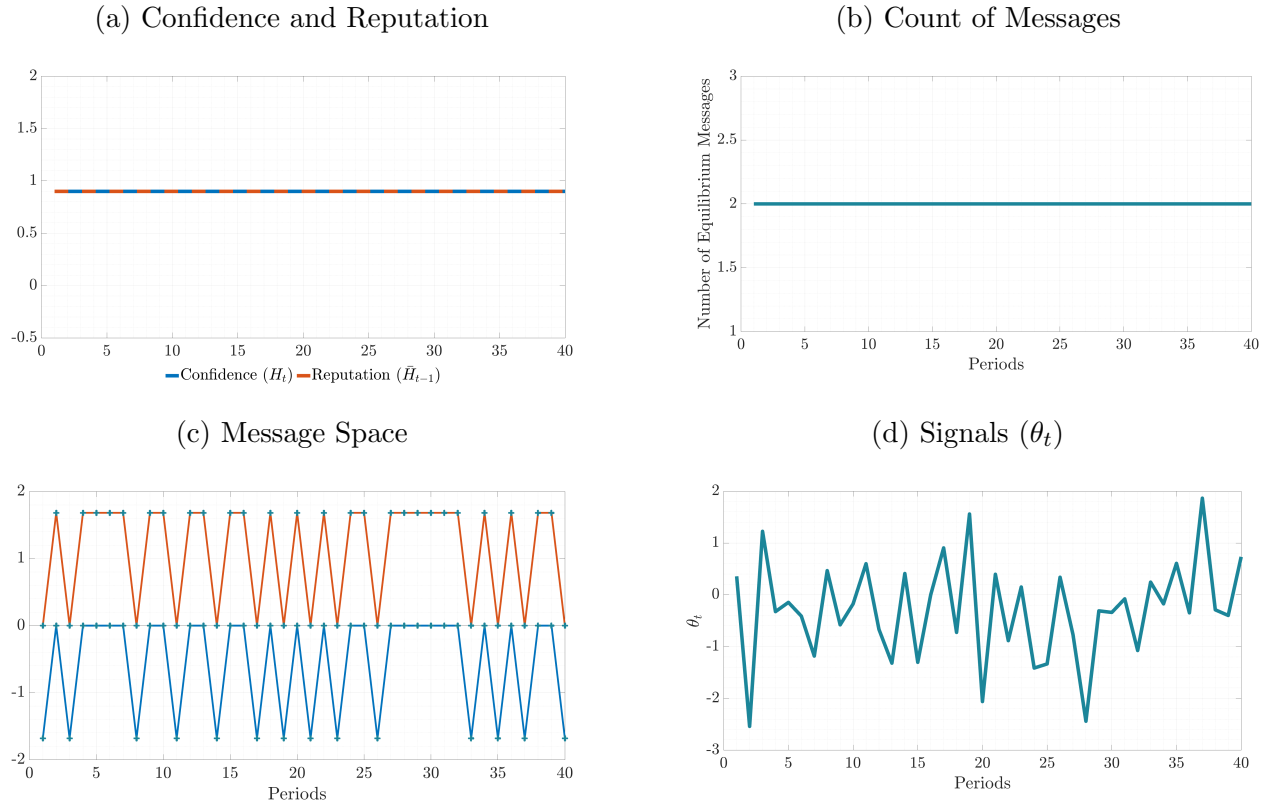 (a) Confidence and Reputation
2
1.5
1
0.5
0
-0.5
0 5 10 15 20 25 30 35 40
Confidence (H_t) Reputation (H̄_{t−1})
(b) Count of Messages
Number of Equilibrium Messages
3
2.5
2
1.5
1
0 5 10 15 20 25 30 35 40
Periods
(c) Message Space
2
1
0
-1
-2
0 5 10 15 20 25 30 35 40
Periods
(d) Signals (θ_t)
θ_t
2
1
0
-1
-2
-3
0 5 10 15 20 25 30 35 40
Periods